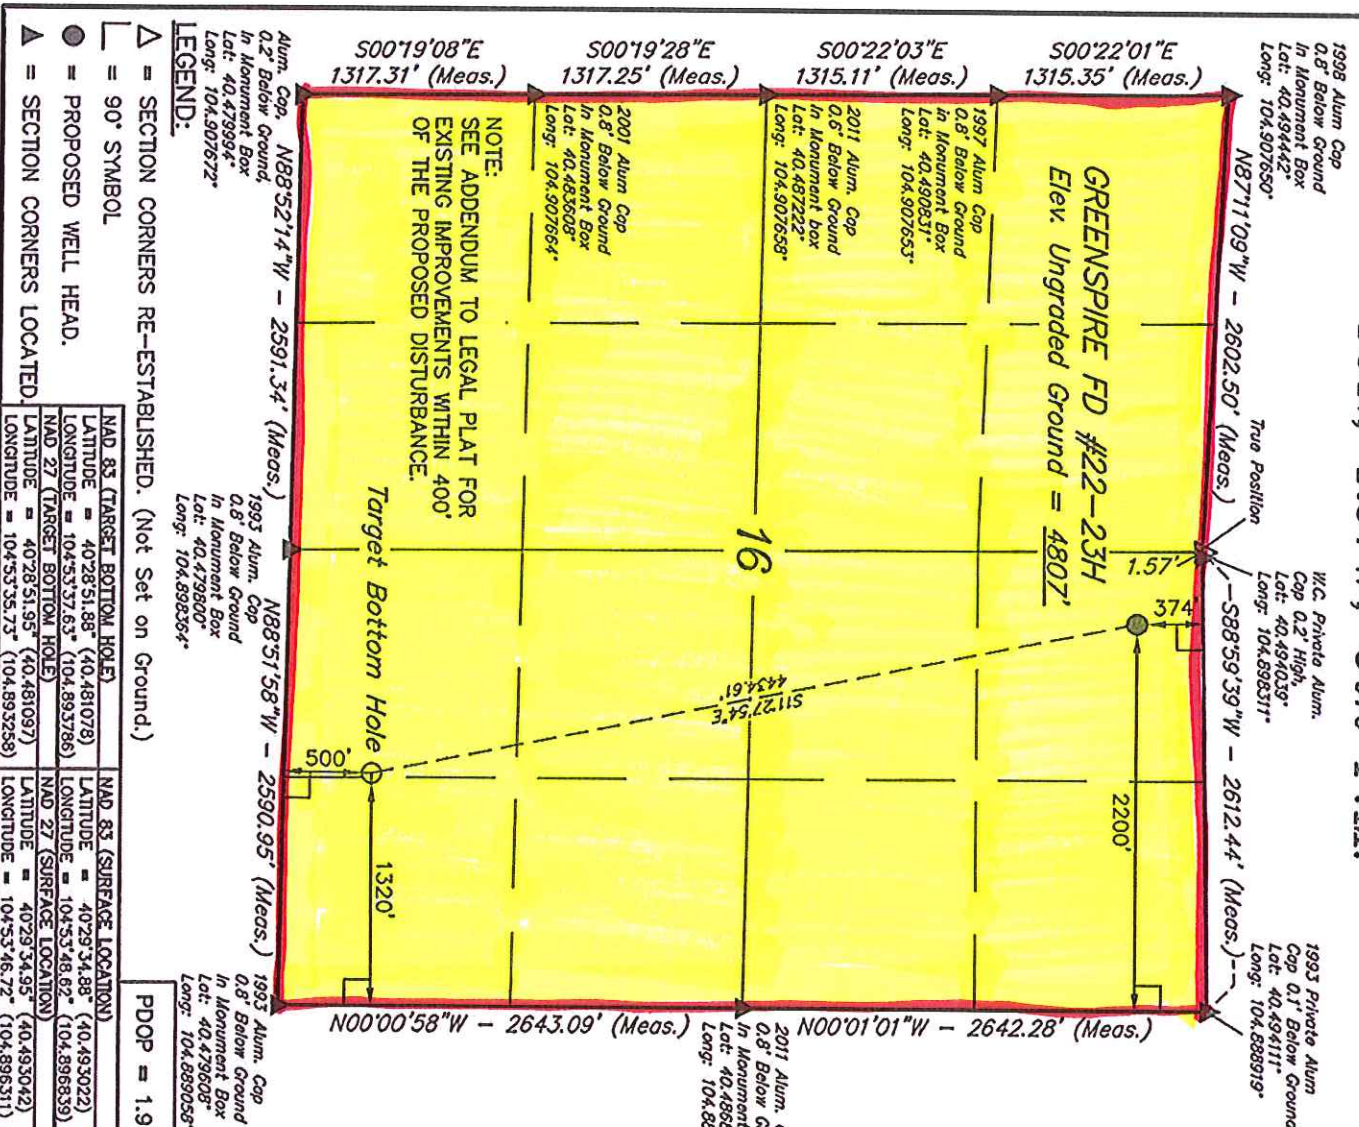 1998 Alum Cap
0.8' Below Ground
In Monument Box
Lat: 40.494442°
Long: 104.907650°
N87°11'09"W - 2602.50' (Meas.)
True Position
W.C. Private Alum.
Cap 0.2' High,
Lat: 40.494039°
Long: 104.898311°
S88°59'39"W - 2612.44' (Meas.)
1993 Private Alum
Cap 0.1' Below Ground
Lat: 40.494111°
Long: 104.888919°
S00°22'01"E
1315.35' (Meas.)
S00°22'03"E
1315.11' (Meas.)
S00°19'28"E
1317.25' (Meas.)
S00°19'08"E
1317.31' (Meas.)
GREENSPIRE FD #22-23H
Elev. Ungraded Ground = 4807'
1.57'
374'
2200'
1997 Alum Cap
0.8' Below Ground
in Monument Box
Lat: 40.490831°
Long: 104.907653°
2011 Alum. Cap
0.6' Below Ground
In Monument box
Lat: 40.487222°
Long: 104.907658°
16
S11°27'54"E
4434.61'
2001 Alum Cap
0.8' Below Ground
In Monument Box
Lat: 40.483608°
Long: 104.907664°
NOTE:
SEE ADDENDUM TO LEGAL PLAT FOR
EXISTING IMPROVEMENTS WITHIN 400'
OF THE PROPOSED DISTURBANCE.
Target Bottom Hole
500'
1320'
N00°01'01"W - 2642.28' (Meas.)
N00°00'58"W - 2643.09' (Meas.)
2011 Alum.
0.8' Below
In Monument
Lat:
Long:
Alum. Cap,
0.2' Below Ground,
In Monument Box
Lat: 40.479994°
Long: 104.907672°
N88°52'14"W - 2591.34' (Meas.)
1993 Alum. Cap
0.8' Below Ground
In Monument Box
Lat: 40.479800°
Long: 104.898364°
N88°51'58"W - 2590.95' (Meas.)
1993 Alum. Cap
0.8' Below Ground
In Monument Box
Lat: 40.479608°
Long: 104.889058°
LEGEND:
△ = SECTION CORNERS RE-ESTABLISHED. (Not Set on Ground.)
= 90° SYMBOL
● = PROPOSED WELL HEAD.
▲ = SECTION CORNERS LOCATED.
NAD 83 (TARGET BOTTOM HOLE)
LATITUDE = 40°28'51.88" (40.481078)
LONGITUDE = 104°53'37.63" (104.893786)
NAD 27 (TARGET BOTTOM HOLE)
LATITUDE = 40°28'51.95" (40.481097)
LONGITUDE = 104°53'35.73" (104.893258)
NAD 83 (SURFACE LOCATION)
LATITUDE = 40°29'34.88" (40.493022)
LONGITUDE = 104°53'48.62" (104.896839)
NAD 27 (SURFACE LOCATION)
LATITUDE = 40°29'34.95" (40.493042)
LONGITUDE = 104°53'46.72" (104.896311)
PDOP = 1.9